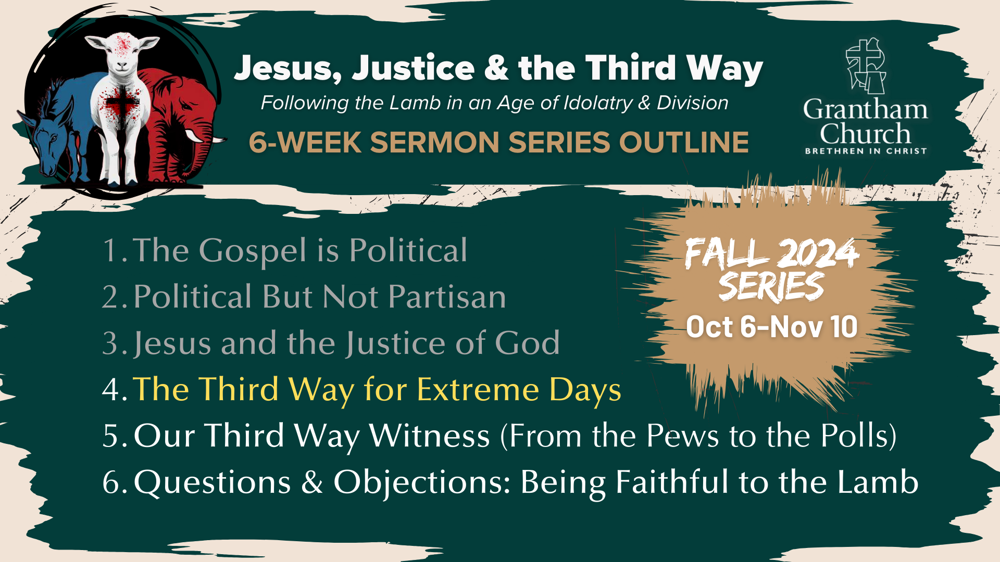 Jesus, Justice & the Third Way
Following the Lamb in an Age of Idolatry & Division
6-WEEK SERMON SERIES OUTLINE
Grantham
Church
BRETHREN IN CHRIST
1. The Gospel is Political
2. Political But Not Partisan
3. Jesus and the Justice of God
4. The Third Way for Extreme Days
5. Our Third Way Witness (From the Pews to the Polls)
6. Questions & Objections: Being Faithful to the Lamb
FALL 2024
SERIES
Oct 6-Nov 10